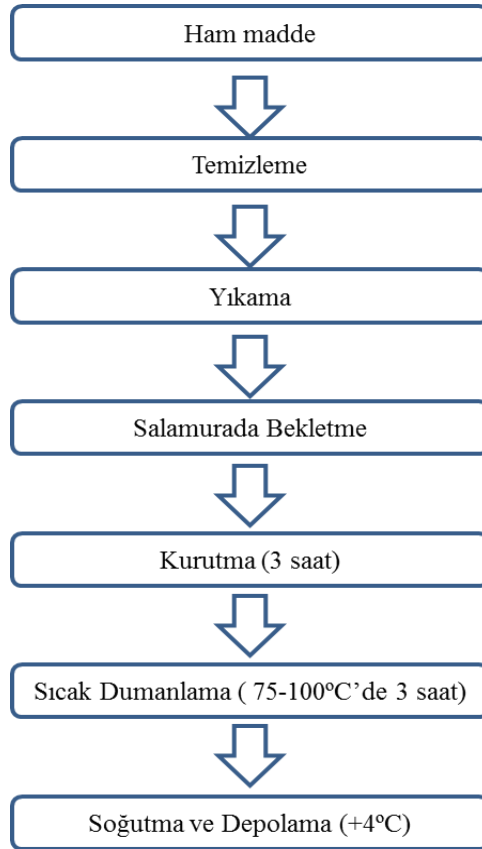 Ham madde
Temizleme
Yıkama
Salamurada Bekletme
Kurutma (3 saat)
Sıcak Dumanlama ( 75-100ºC’de 3 saat)
Soğutma ve Depolama (+4ºC)